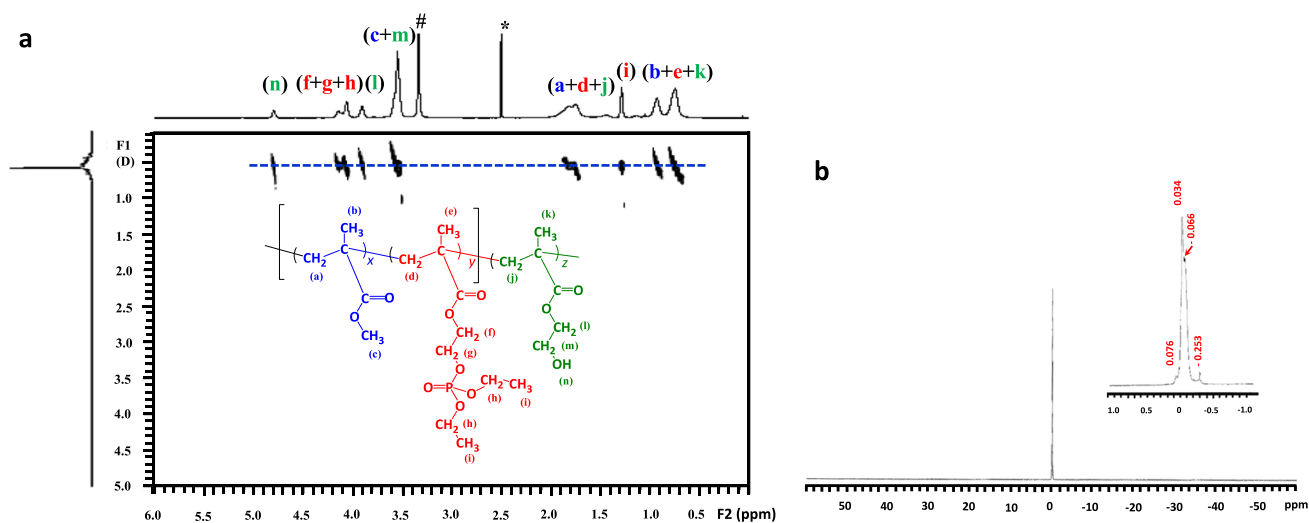 a
#
*
(c+m)
(n)
(f+g+h)
(l)
(a+d+j)
(i)
(b+e+k)
F1
(D)
1.0
1.5
2.0
2.5
3.0
3.5
4.0
4.5
5.0
(b)
CH3
CH2
C
x
(a)
C=O
O
CH3
(c)
(e)
CH3
CH2
C
y
(d)
C=O
O
CH2 (f)
CH2
(g)
O
O=P
O
CH2
CH3
(h)
(i)
O
CH2
(h)
CH3
(i)
(k)
CH3
CH2
C
z
(j)
C=O
O
CH2 (l)
CH2
(m)
OH
(n)
6.0 5.5 5.0 4.5 4.0 3.5 3.0 2.5 2.0 1.5 1.0 0.5 F2 (ppm)
b
0.034
- 0.066
0.076
- 0.253
1.0 0.5 0 -0.5 -1.0
50 40 30 20 10 0 -10 -20 -30 -40 -50 ppm